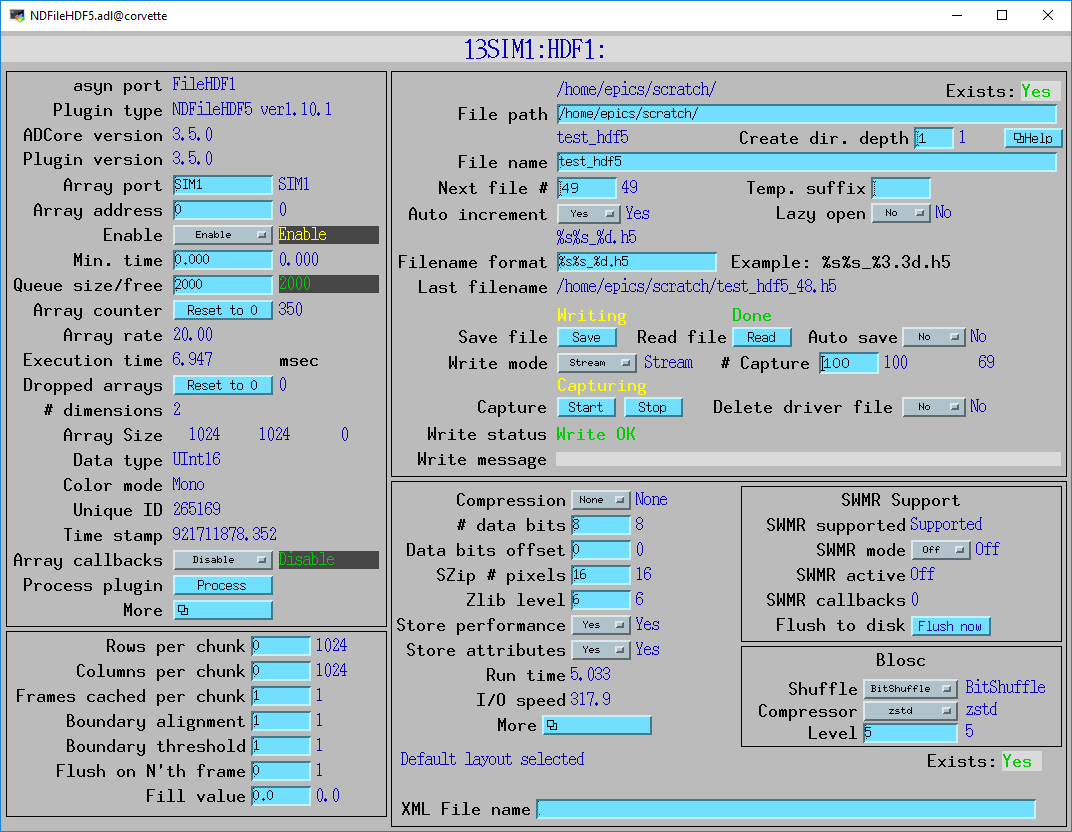 NDFileHDF5.adl@corvette
13SIM1:HDF1:
asyn port FileHDF1
Plugin type NDFileHDF5 ver1.10.1
ADCore version 3.5.0
Plugin version 3.5.0
Array port SIM1 SIM1
Array address 0 0
Enable Enable Enable
Min. time 0.000 0.000
Queue size/free 2000 2000
Array counter Reset to 0 350
Array rate 20.00
Execution time 6.947 msec
Dropped arrays Reset to 0 0
# dimensions 2
Array Size 1024 1024 0
Data type UInt16
Color mode Mono
Unique ID 265169
Time stamp 921711878.352
Array callbacks Disable Disable
Process plugin Process
More
Rows per chunk 0 1024
Columns per chunk 0 1024
Frames cached per chunk 1 1
Boundary alignment 1 1
Boundary threshold 1 1
Flush on N'th frame 0 1
Fill value 0.0 0.0
/home/epics/scratch/ Exists: Yes
File path /home/epics/scratch/
test_hdf5 Create dir. depth 1 1 Help
File name test_hdf5
Next file # 49 49 Temp. suffix
Auto increment Yes Yes Lazy open No No
%s%s_%d.h5
Filename format %s%s_%d.h5 Example: %s%s_%3.3d.h5
Last filename /home/epics/scratch/test_hdf5_48.h5
Writing Done
Save file Save Read file Read Auto save No No
Write mode Stream Stream # Capture 100 100 69
Capturing
Capture Start Stop Delete driver file No No
Write status Write OK
Write message
Compression None None
# data bits 8 8
Data bits offset 0 0
SZip # pixels 16 16
Zlib level 6 6
Store performance Yes Yes
Store attributes Yes Yes
Run time 5.033
I/O speed 317.9
More
SWMR Support
SWMR supported Supported
SWMR mode Off Off
SWMR active Off
SWMR callbacks 0
Flush to disk Flush now
Blosc
Shuffle BitShuffle BitShuffle
Compressor zstd zstd
Level 5 5
Default layout selected Exists: Yes
XML File name